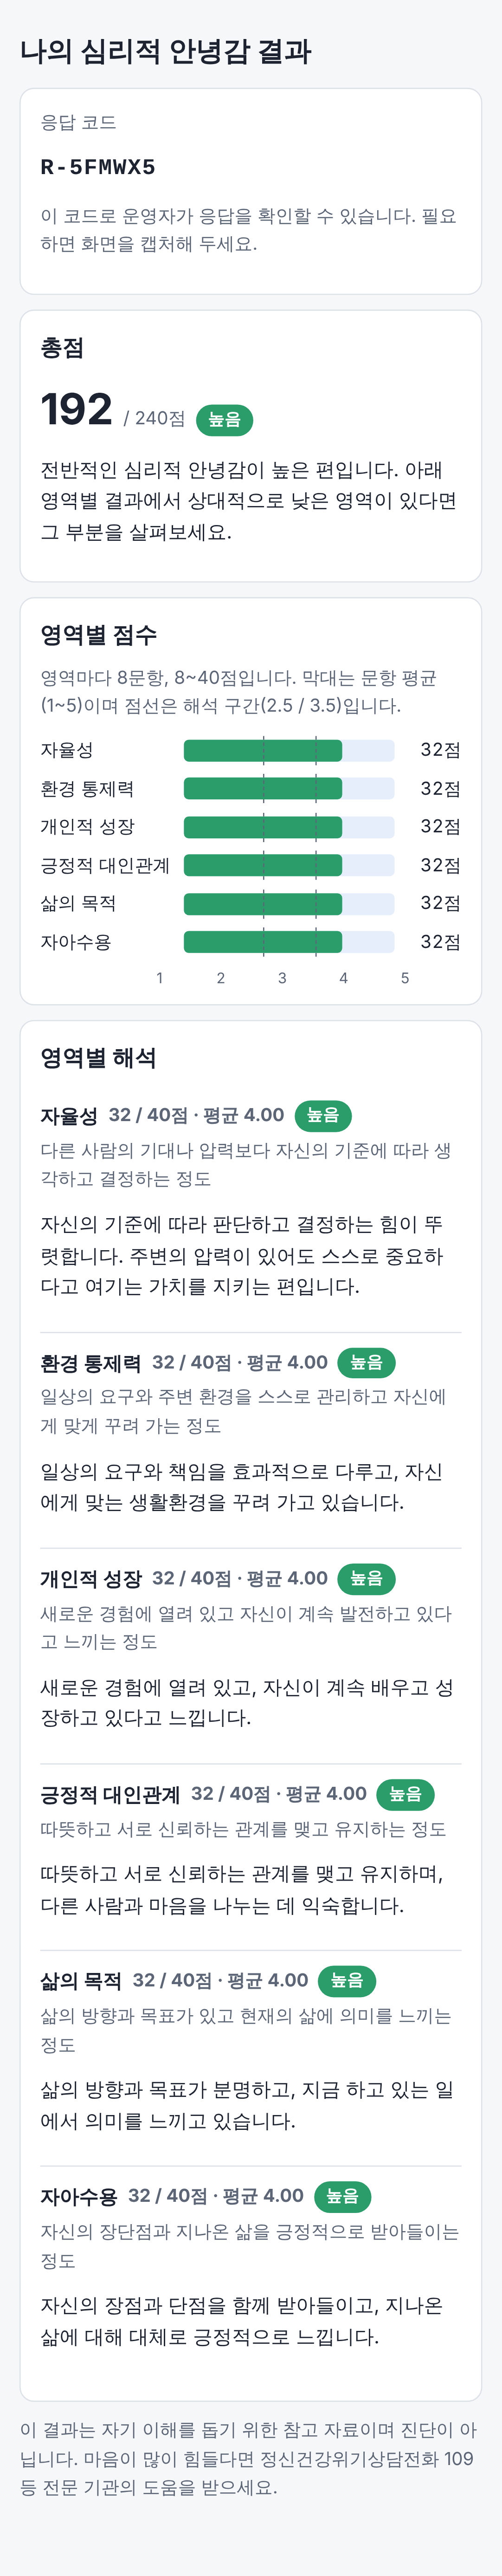 나의 심리적 안녕감 결과
응답 코드
R-5FMWX5
이 코드로 운영자가 응답을 확인할 수 있습니다. 필요
하면 화면을 캡처해 두세요.
총점
192 / 240점 높음
전반적인 심리적 안녕감이 높은 편입니다. 아래
영역별 결과에서 상대적으로 낮은 영역이 있다면
그 부분을 살펴보세요.
영역별 점수
영역마다 8문항, 8~40점입니다. 막대는 문항 평균
(1~5)이며 점선은 해석 구간(2.5 / 3.5)입니다.
자율성 32점
환경 통제력 32점
개인적 성장 32점
긍정적 대인관계 32점
삶의 목적 32점
자아수용 32점
1 2 3 4 5
영역별 해석
자율성 32 / 40점 · 평균 4.00 높음
다른 사람의 기대나 압력보다 자신의 기준에 따라 생
각하고 결정하는 정도
자신의 기준에 따라 판단하고 결정하는 힘이 뚜
렷합니다. 주변의 압력이 있어도 스스로 중요하
다고 여기는 가치를 지키는 편입니다.
환경 통제력 32 / 40점 · 평균 4.00 높음
일상의 요구와 주변 환경을 스스로 관리하고 자신에
게 맞게 꾸려 가는 정도
일상의 요구와 책임을 효과적으로 다루고, 자신
에게 맞는 생활환경을 꾸려 가고 있습니다.
개인적 성장 32 / 40점 · 평균 4.00 높음
새로운 경험에 열려 있고 자신이 계속 발전하고 있다
고 느끼는 정도
새로운 경험에 열려 있고, 자신이 계속 배우고 성
장하고 있다고 느낍니다.
긍정적 대인관계 32 / 40점 · 평균 4.00 높음
따뜻하고 서로 신뢰하는 관계를 맺고 유지하는 정도
따뜻하고 서로 신뢰하는 관계를 맺고 유지하며,
다른 사람과 마음을 나누는 데 익숙합니다.
삶의 목적 32 / 40점 · 평균 4.00 높음
삶의 방향과 목표가 있고 현재의 삶에 의미를 느끼는
정도
삶의 방향과 목표가 분명하고, 지금 하고 있는 일
에서 의미를 느끼고 있습니다.
자아수용 32 / 40점 · 평균 4.00 높음
자신의 장단점과 지나온 삶을 긍정적으로 받아들이는
정도
자신의 장점과 단점을 함께 받아들이고, 지나온
삶에 대해 대체로 긍정적으로 느낍니다.
이 결과는 자기 이해를 돕기 위한 참고 자료이며 진단이 아
닙니다. 마음이 많이 힘들다면 정신건강위기상담전화 109
등 전문 기관의 도움을 받으세요.